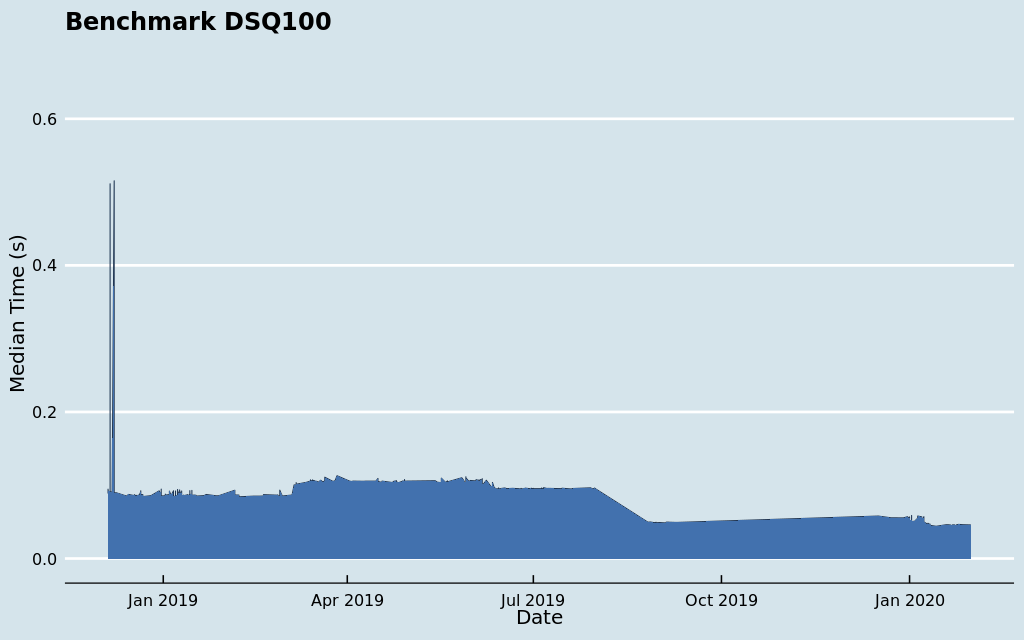 Benchmark DSQ100
0.6
0.4
0.2
0.0
Median Time (s)
Jan 2019
Apr 2019
Jul 2019
Oct 2019
Jan 2020
Date